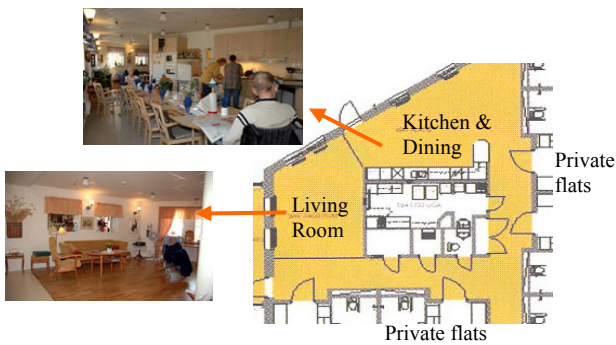 Kitchen &
Dining
Private
flats
Living
Room
Private flats